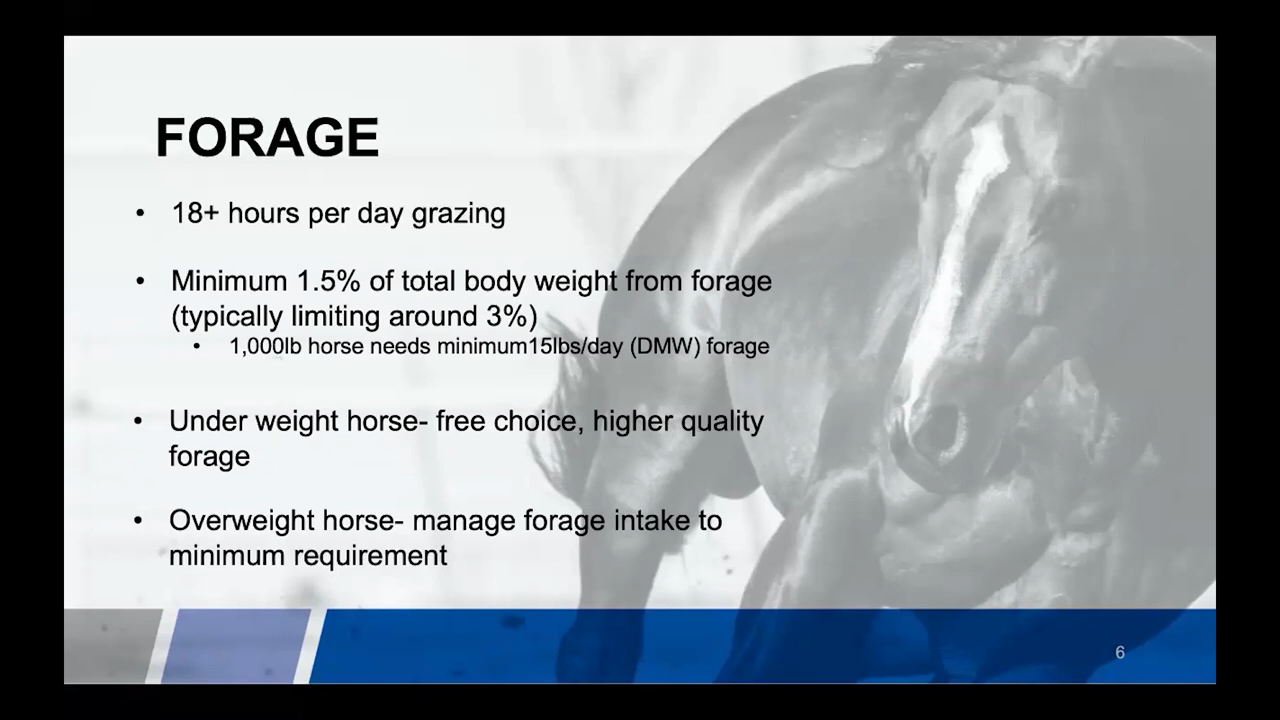 FORAGE
• 18+ hours per day grazing
• Minimum 1.5% of total body weight from forage
(typically limiting around 3%)
• 1,000lb horse needs minimum15lbs/day (DMW) forage
• Under weight horse- free choice, higher quality
forage
• Overweight horse- manage forage intake to
minimum requirement
6